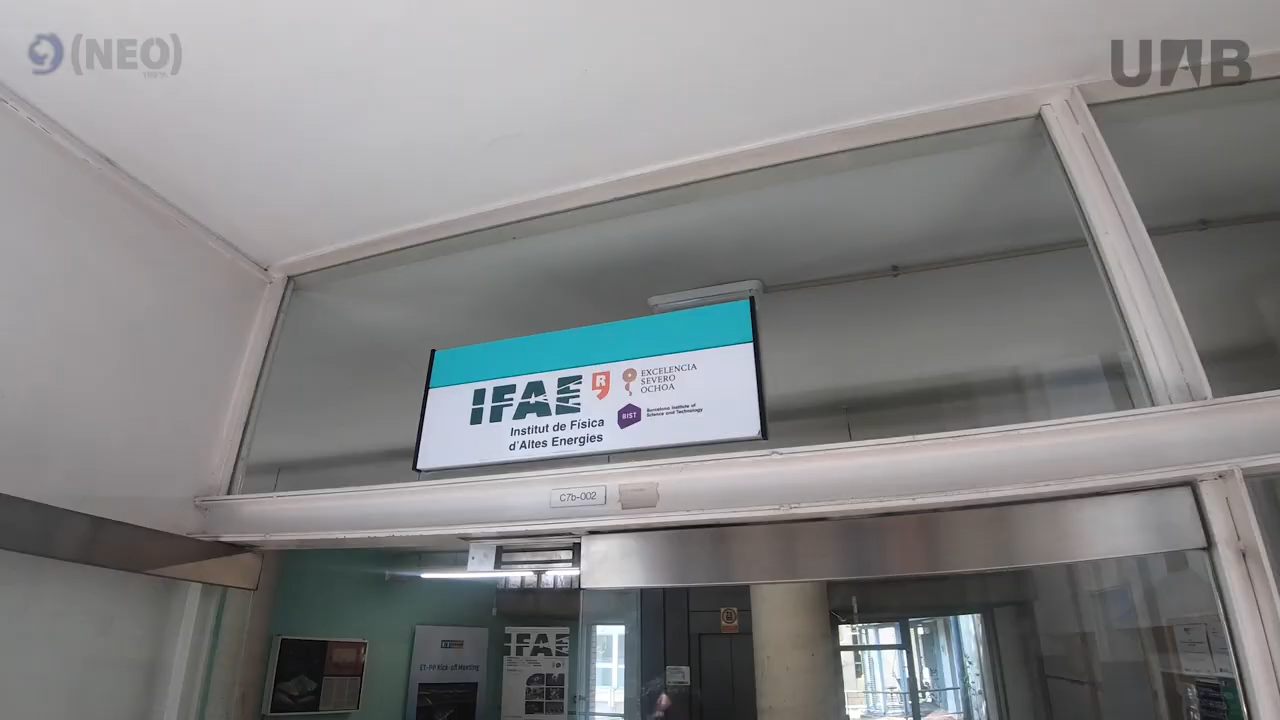 (NEO)
UAB
IFAE
EXCELENCIA
SEVERO
OCHOA
BIST
Barcelona Institute of
Science and Technology
Institut de Física
d'Altes Energies
C7b-002
ET-PP Kick-off Meeting
IFAE